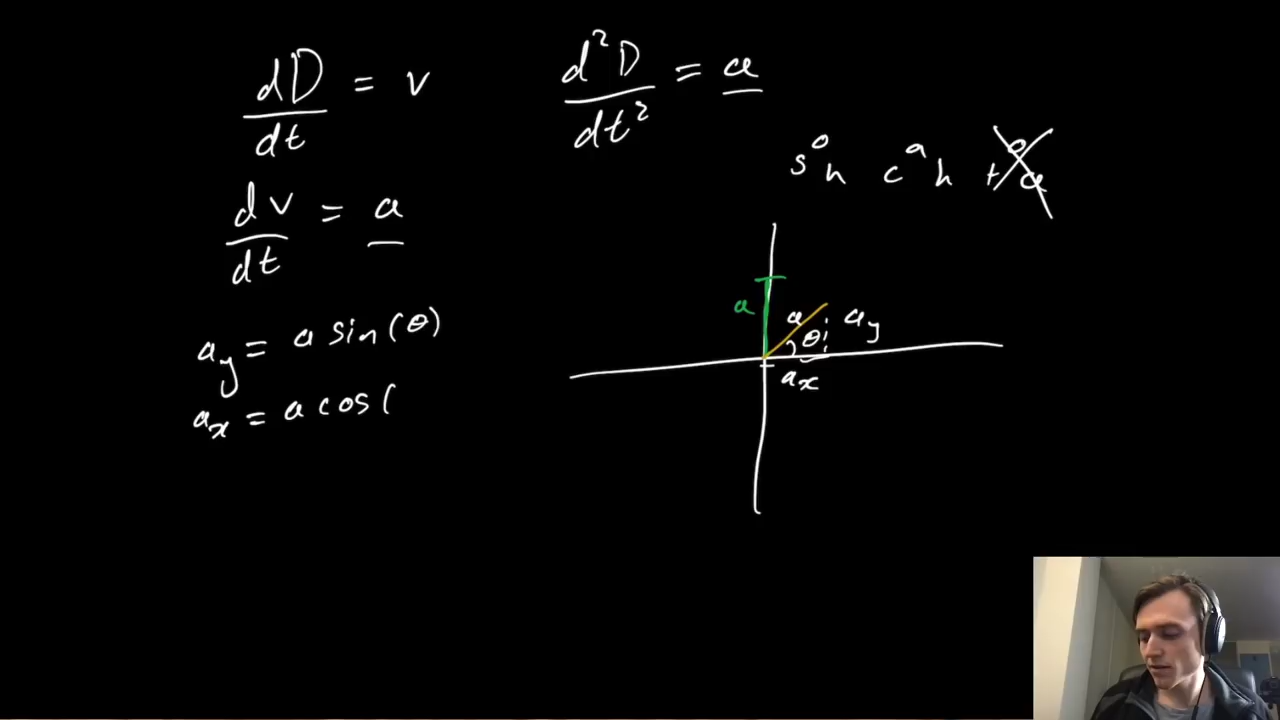 dD/dt = v
d²D/dt² = a
s o h c a h t o a
dv/dt = a
a_y = a sin(θ)
a_x = a cos(
a
a
θ
a_y
a_x